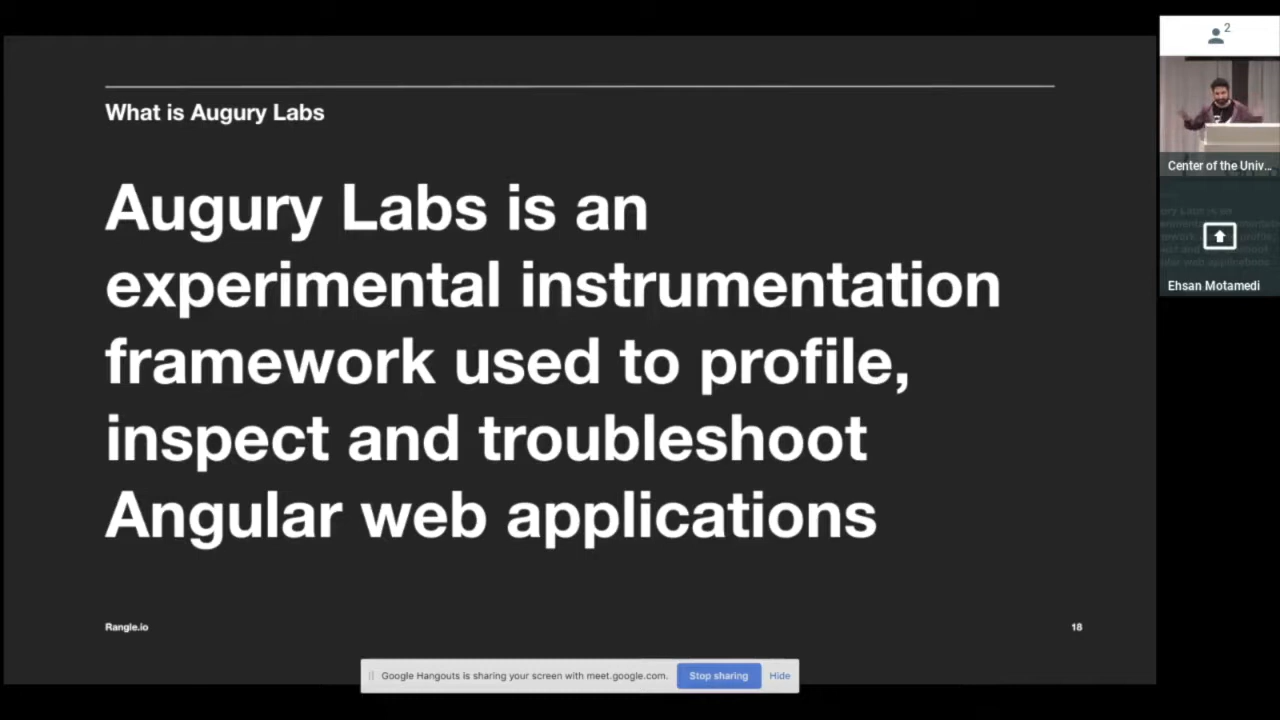 What is Augury Labs
Augury Labs is an
experimental instrumentation
framework used to profile,
inspect and troubleshoot
Angular web applications
Rangle.io
18
Google Hangouts is sharing your screen with meet.google.com.
Stop sharing
Hide
2
Center of the Univ...
Ehsan Motamedi